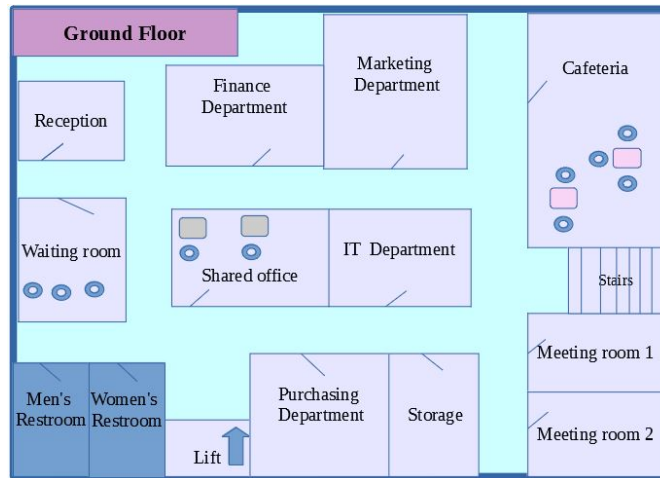 Ground Floor
Marketing
Department
Cafeteria
Finance
Department
Reception
Waiting room
Shared office
IT  Department
Stairs
Meeting room 1
Men's
Restroom
Women's
Restroom
Purchasing
Department
Storage
Meeting room 2
Lift